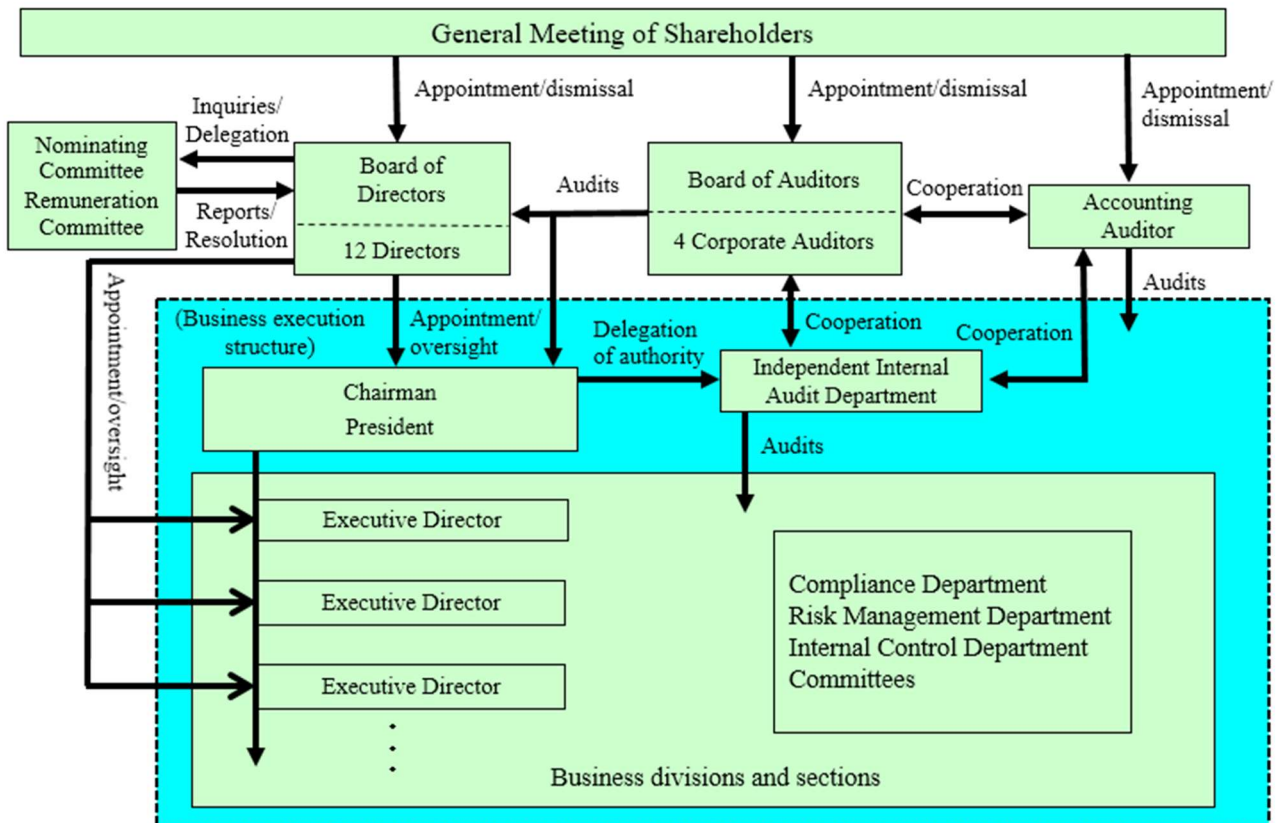 General Meeting of Shareholders
Appointment/dismissal
Appointment/dismissal
Appointment/
dismissal
Inquiries/
Delegation
Nominating
Committee
Remuneration
Committee
Reports/
Resolution
Board of
Directors
12 Directors
Audits
Board of Auditors
4 Corporate Auditors
Cooperation
Accounting
Auditor
Audits
Appointment/oversight
(Business execution
structure)
Appointment/
oversight
Delegation
of authority
Cooperation
Cooperation
Independent Internal
Audit Department
Chairman
President
Audits
Executive Director
Executive Director
Executive Director
Compliance Department
Risk Management Department
Internal Control Department
Committees
Business divisions and sections